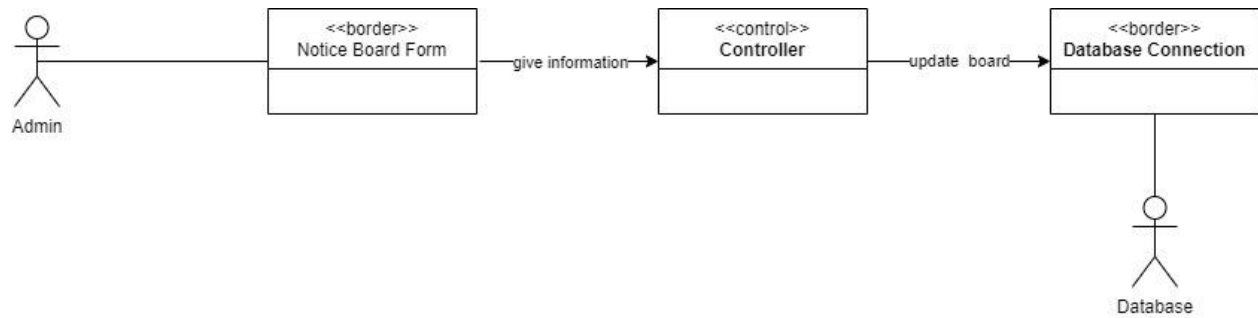 <<border>>
Notice Board Form
give information
<<control>>
Controller
update board
<<border>>
Database Connection
Admin
Database